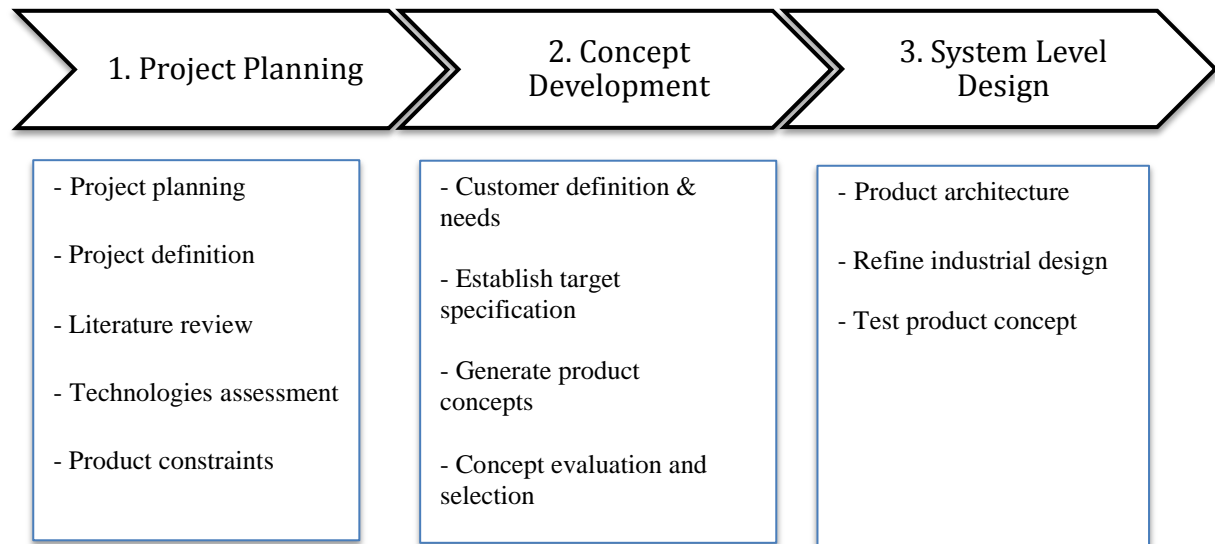 1. Project Planning
2. Concept
Development
3. System Level
Design
- Project planning
- Project definition
- Literature review
- Technologies assessment
- Product constraints
- Customer definition &
needs
- Establish target
specification
- Generate product
concepts
- Concept evaluation and
selection
- Product architecture
- Refine industrial design
- Test product concept